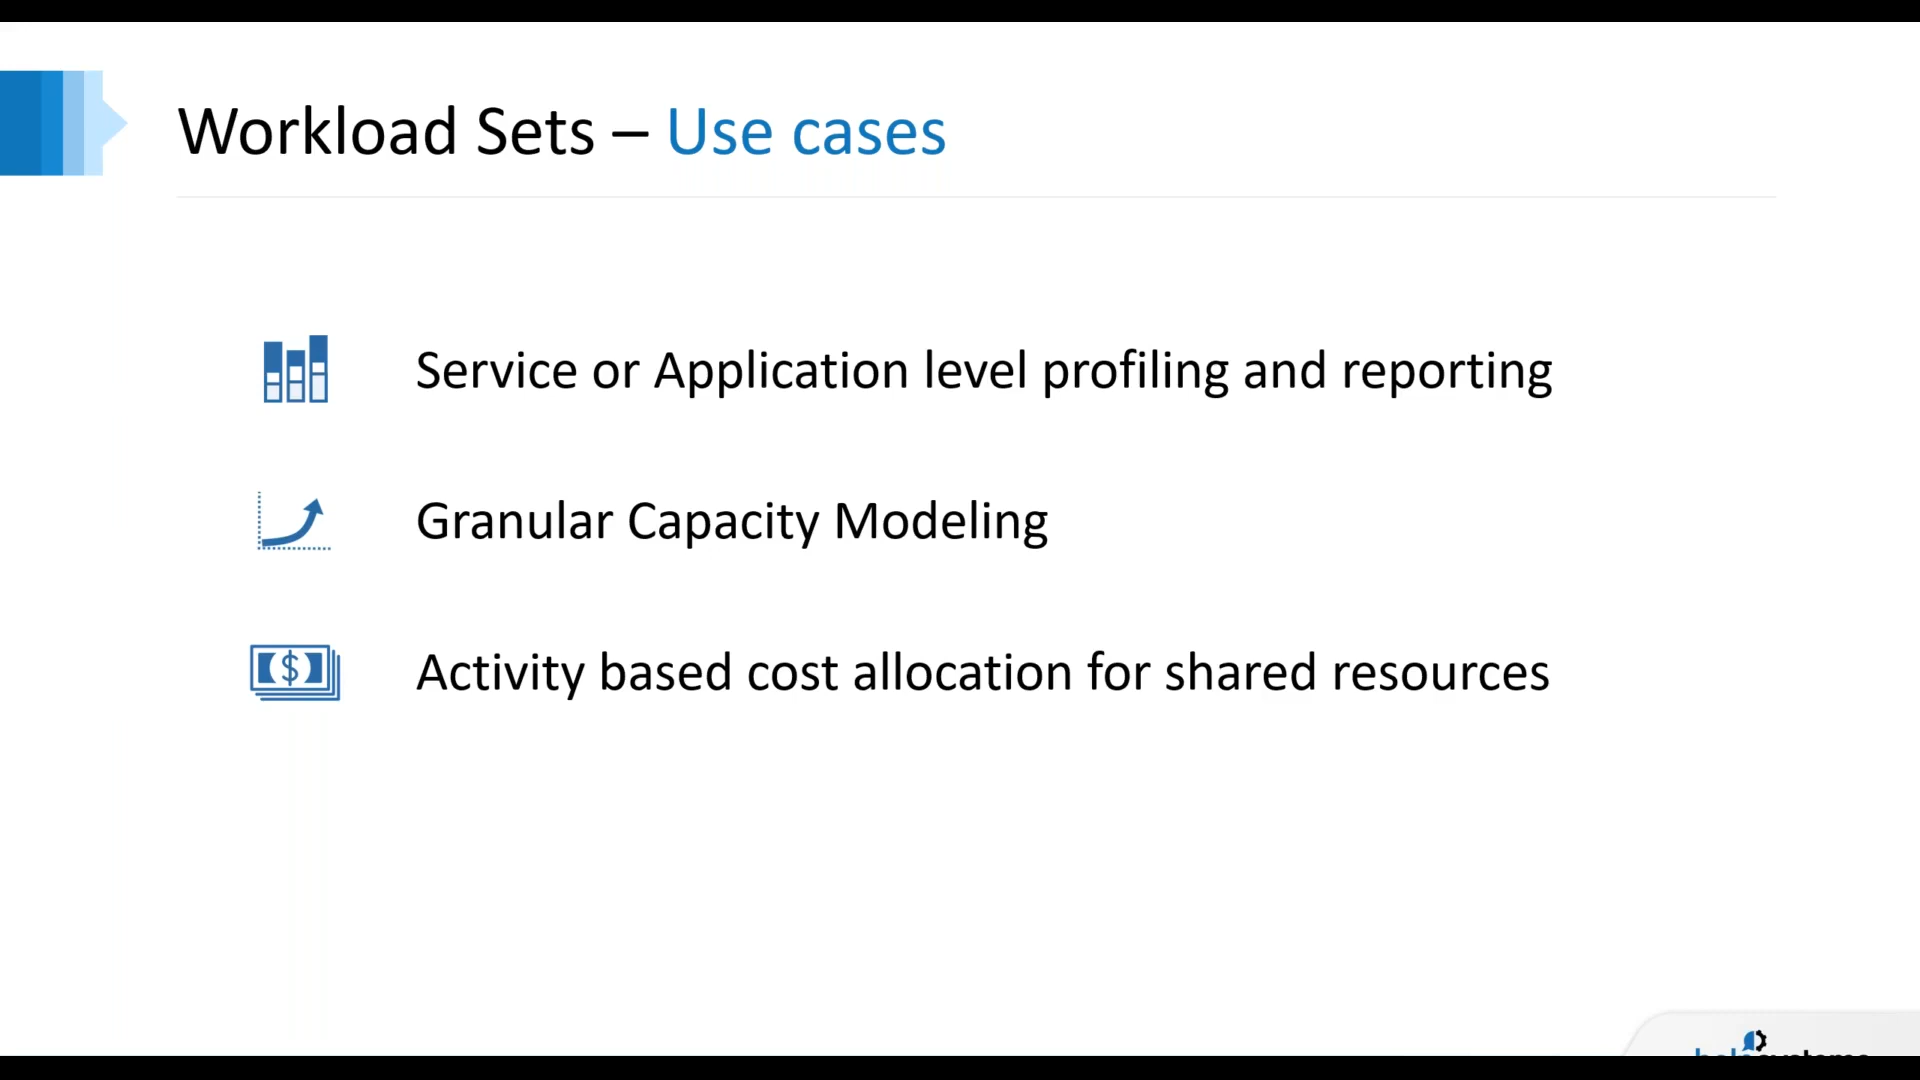 Workload Sets – Use cases
Service or Application level profiling and reporting
Granular Capacity Modeling
$
Activity based cost allocation for shared resources